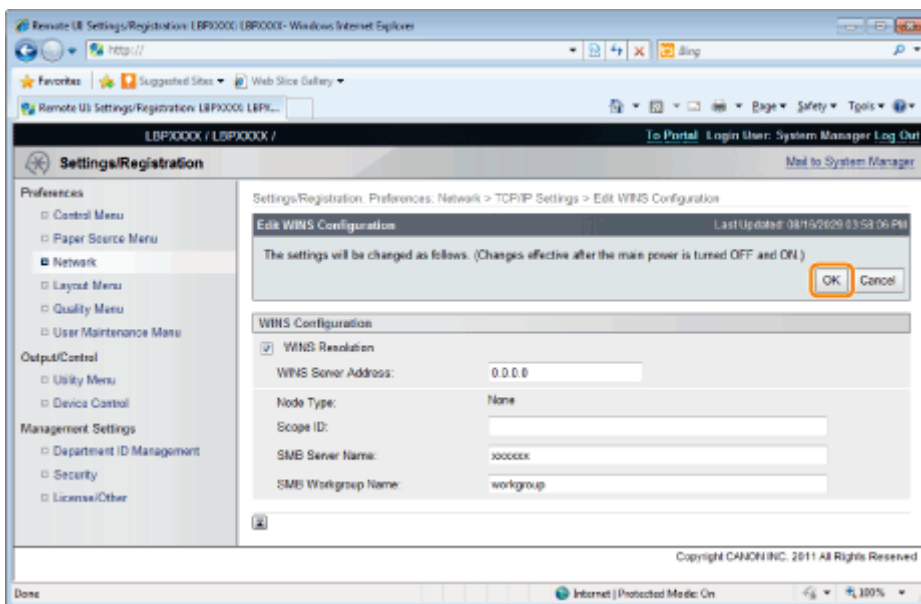 Remote UI Settings/Registration: LBPXXXX: LBPXXXX - Windows Internet Explorer
http://
Bing
Favorites Suggested Sites Web Slice Gallery
Remote UI Settings/Registration: LBPXXXX: LBPX... Page Safety Tools
LBPXXXX / LBPXXXX / To Portal Login User: System Manager Log Out
Settings/Registration Mail to System Manager
Preferences
Control Menu
Paper Source Menu
Network
Layout Menu
Quality Menu
User Maintenance Menu
Output/Control
Utility Menu
Device Control
Management Settings
Department ID Management
Security
License/Other
Settings/Registration: Preferences: Network > TCP/IP Settings > Edit WINS Configuration
Edit WINS Configuration Last Updated: 08/16/2029 03:58:06 PM
The settings will be changed as follows. (Changes effective after the main power is turned OFF and ON.)
OK Cancel
WINS Configuration
WINS Resolution
WINS Server Address: 0.0.0.0
Node Type: None
Scope ID:
SMB Server Name: xxxxxxx
SMB Workgroup Name: workgroup
Copyright CANON INC. 2011 All Rights Reserved
Done Internet | Protected Mode: On 100%